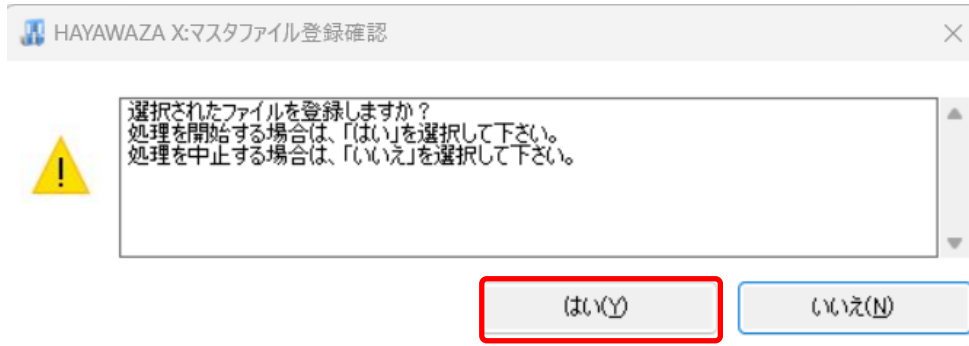 HAYAWAZA X:マスタファイル登録確認
選択されたファイルを登録しますか?
処理を開始する場合は、「はい」を選択して下さい。
処理を中止する場合は、「いいえ」を選択して下さい。
はい(Y)
いいえ(N)